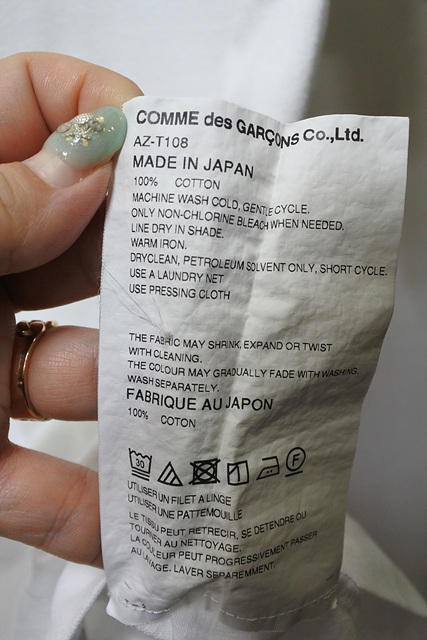 COMME des GARÇONS Co.,Ltd.
AZ-T108
MADE IN JAPAN
100% COTTON
MACHINE WASH COLD, GENTLE CYCLE.
ONLY NON-CHLORINE BLEACH WHEN NEEDED.
LINE DRY IN SHADE.
WARM IRON.
DRYCLEAN, PETROLEUM SOLVENT ONLY, SHORT CYCLE.
USE A LAUNDRY NET
USE PRESSING CLOTH
THE FABRIC MAY SHRINK, EXPAND OR TWIST
WITH CLEANING.
THE COLOUR MAY GRADUALLY FADE WITH WASHING,
WASH SEPARATELY.
FABRIQUE AU JAPON
100% COTON
30 F
UTILISER UN FILET A LINGE
UTILISER UNE PATTEMOUILLE
LE TISSU PEUT RETRECIR, SE DETENDRE OU
TOURNER AU NETTOYAGE.
LA COULEUR PEUT PROGRESSIVEMENT PASSER
AU LAVAGE. LAVER SEPAREMMENT.